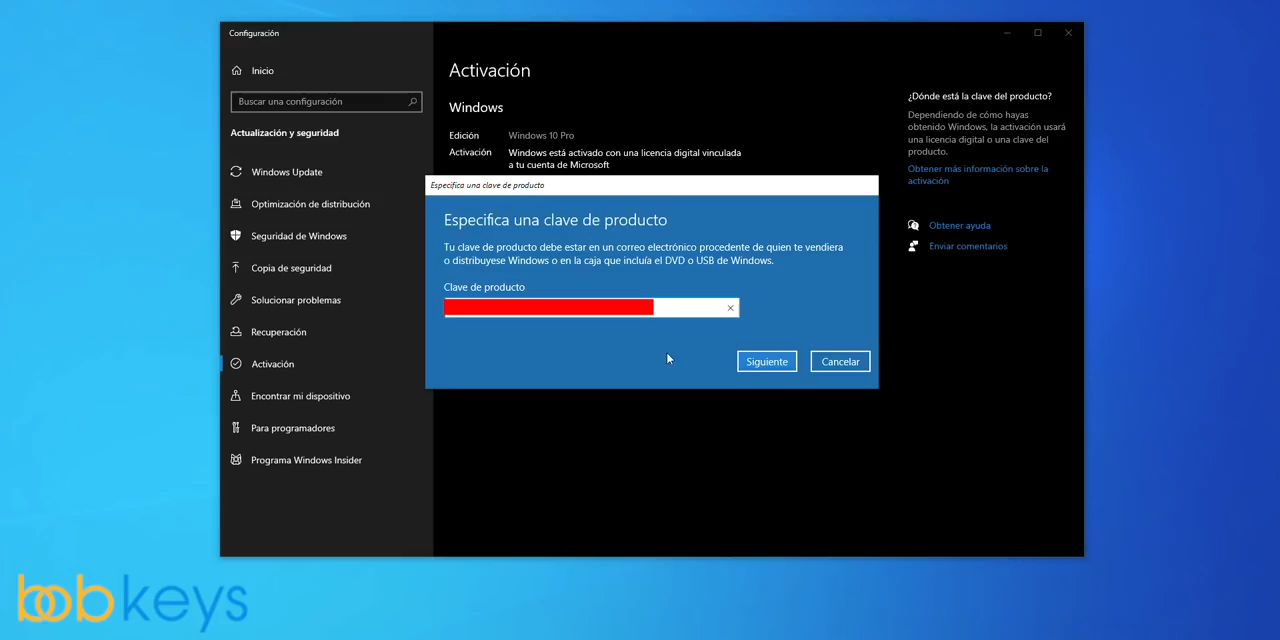 Configuración
Inicio
Buscar una configuración
Actualización y seguridad
Windows Update
Optimización de distribución
Seguridad de Windows
Copia de seguridad
Solucionar problemas
Recuperación
Activación
Encontrar mi dispositivo
Para programadores
Programa Windows Insider
Activación
Windows
Edición Windows 10 Pro
Activación Windows está activado con una licencia digital vinculada
a tu cuenta de Microsoft
Especifica una clave de producto
Especifica una clave de producto
Tu clave de producto debe estar en un correo electrónico procedente de quien te vendiera
o distribuyese Windows o en la caja que incluía el DVD o USB de Windows.
Clave de producto
Siguiente Cancelar
¿Dónde está la clave del producto?
Dependiendo de cómo hayas
obtenido Windows, la activación usará
una licencia digital o una clave del
producto.
Obtener más información sobre la
activación
Obtener ayuda
Enviar comentarios
bobkeys